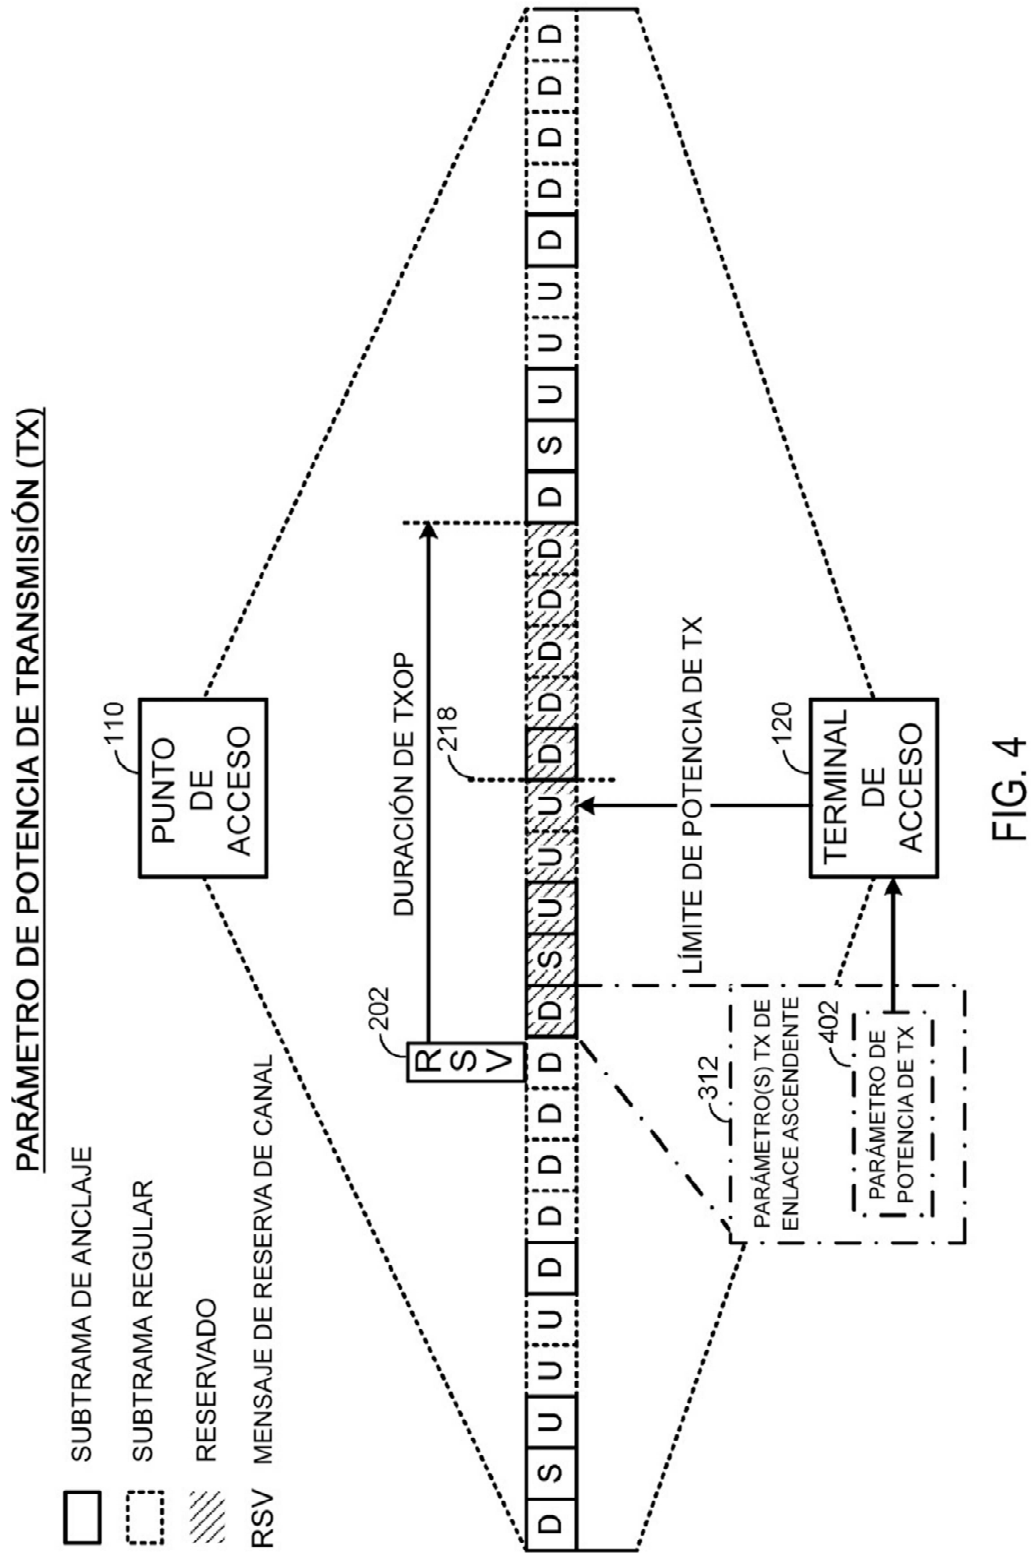 PARÁMETRO DE POTENCIA DE TRANSMISIÓN (TX)
SUBTRAMA DE ANCLAJE
SUBTRAMA REGULAR
RESERVADO
RSV MENSAJE DE RESERVA DE CANAL
110
PUNTO
DE
ACCESO
202
RSV
DURACIÓN DE TXOP
218
D S U U U D D D D D D S U U U D D D D D D S U U U D D D D D
LÍMITE DE POTENCIA DE TX
312
PARÁMETRO(S) TX DE
ENLACE ASCENDENTE
402
PARÁMETRO DE
POTENCIA DE TX
120
TERMINAL
DE
ACCESO
FIG. 4